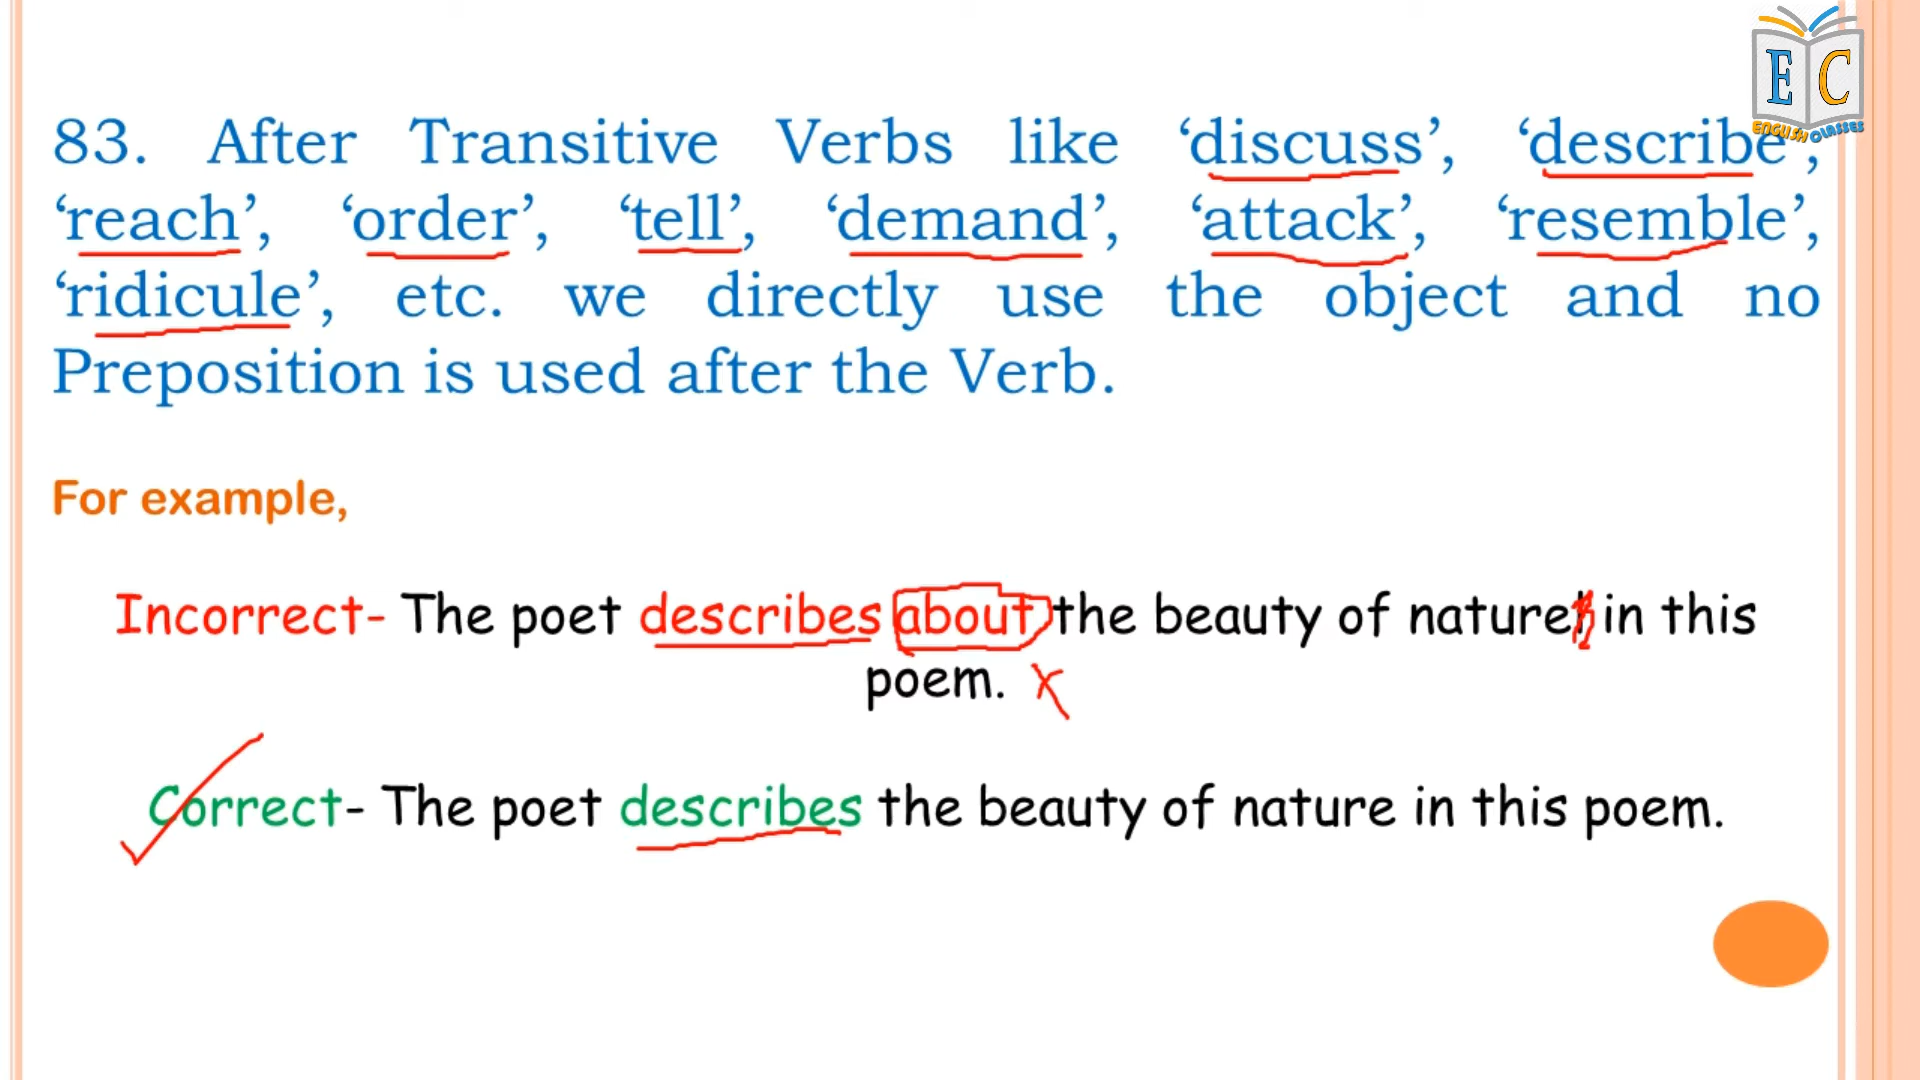 E C
ENGLISH CLASSES
83. After Transitive Verbs like ‘discuss’, ‘describe’,
‘reach’, ‘order’, ‘tell’, ‘demand’, ‘attack’, ‘resemble’,
‘ridicule’, etc. we directly use the object and no
Preposition is used after the Verb.
For example,
Incorrect- The poet describes about the beauty of nature in this
poem. x
Correct- The poet describes the beauty of nature in this poem.